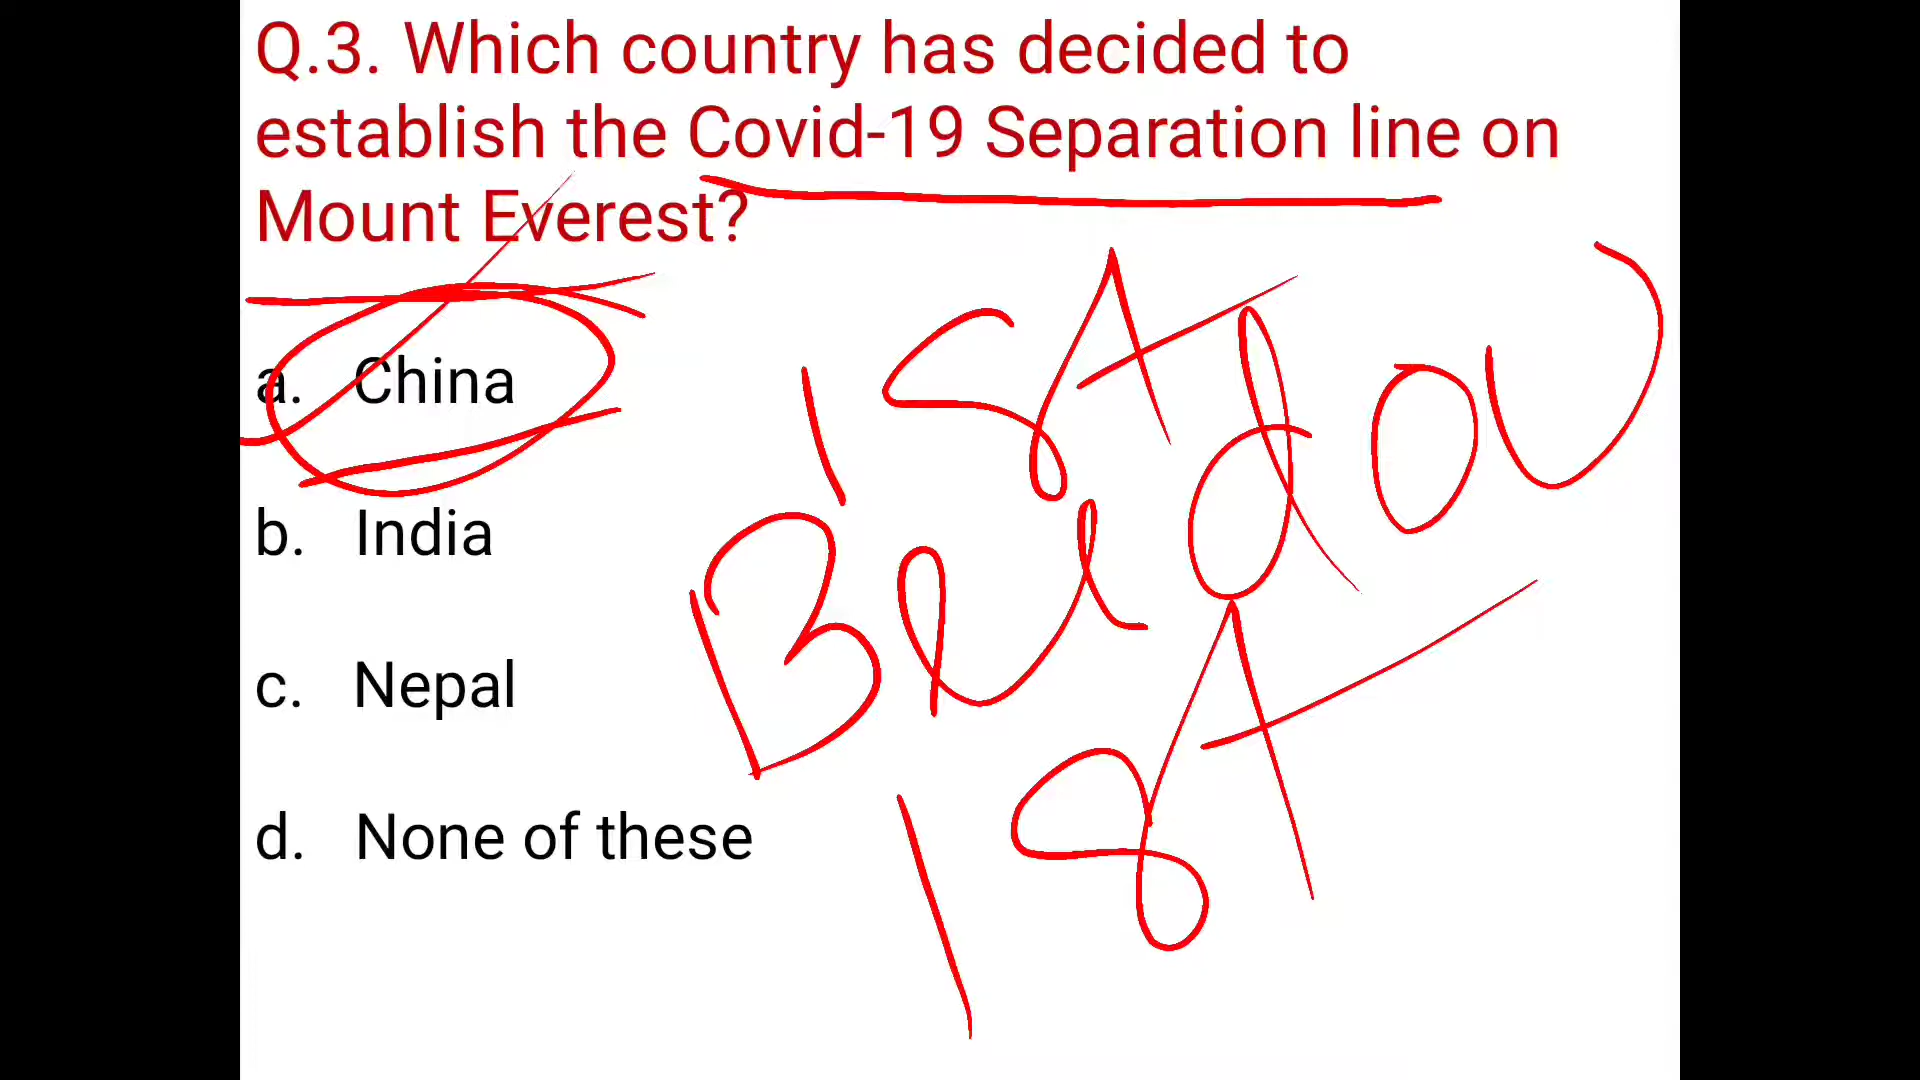 Q.3. Which country has decided to
establish the Covid-19 Separation line on
Mount Everest?
a. China
b. India
c. Nepal
d. None of these